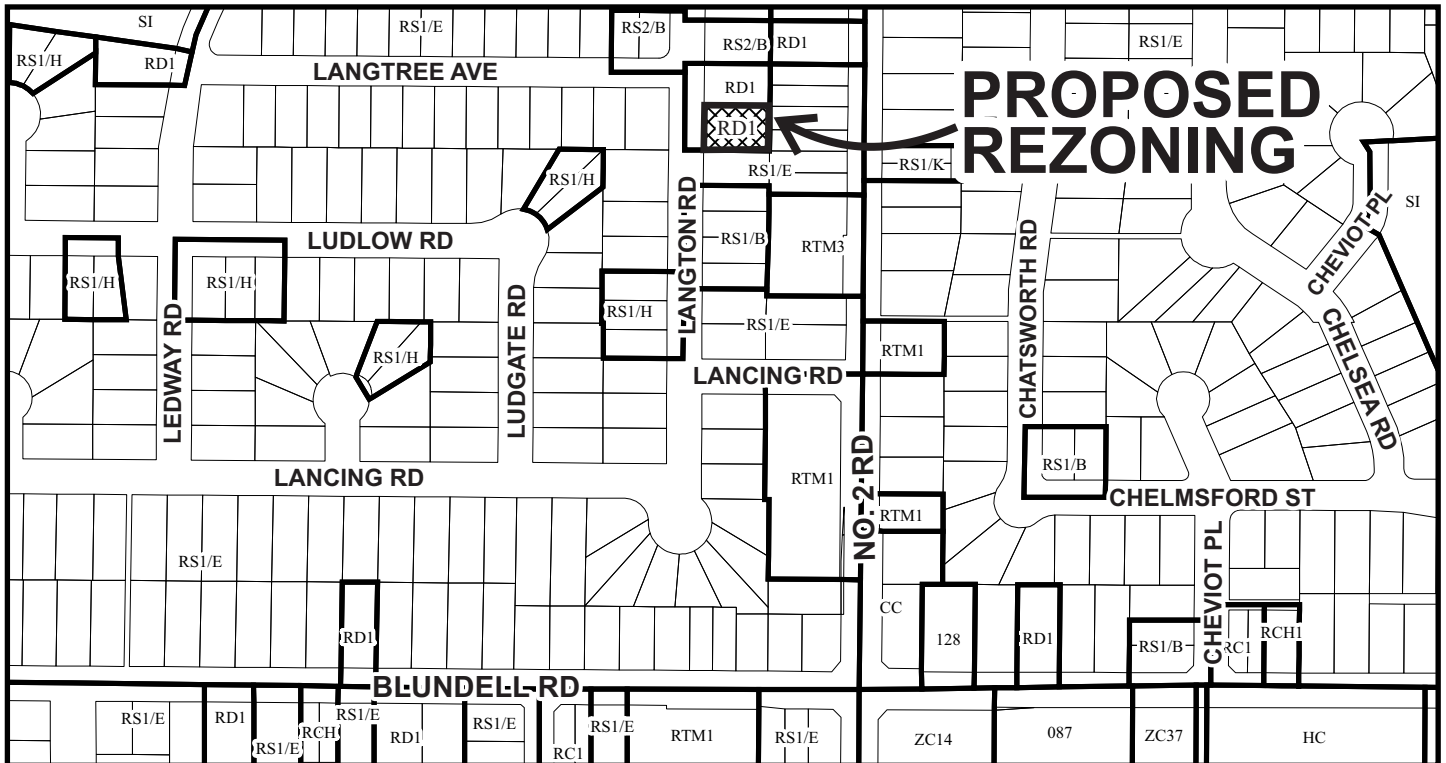 SI
RS1/E
RS2/B
RS2/B
RD1
RS1/E
RS1/H
RD1
LANGTREE AVE
RD1
PROPOSED
REZONING
RD1
RS1/H
RS1/E
RS1/K
LANGTON RD
SI
CHEVIOT PL
LUDLOW RD
RS1/B
RTM3
CHATSWORTH RD
RS1/H
RS1/H
RS1/H
RS1/E
LEDWAY RD
RS1/H
LUDGATE RD
RTM1
CHELSEA RD
LANCING RD
LANCING RD
RTM1
NO. 2 RD
RS1/B
CHELMSFORD ST
RTM1
RS1/E
CHEVIOT PL
CC
RD1
128
RD1
RS1/B
RC1
RCH1
BLUNDELL RD
RS1/E
RD1
RS1/E
RCH
RS1/E
RD1
RS1/E
RC1
RS1/E
RTM1
RS1/E
ZC14
087
ZC37
HC